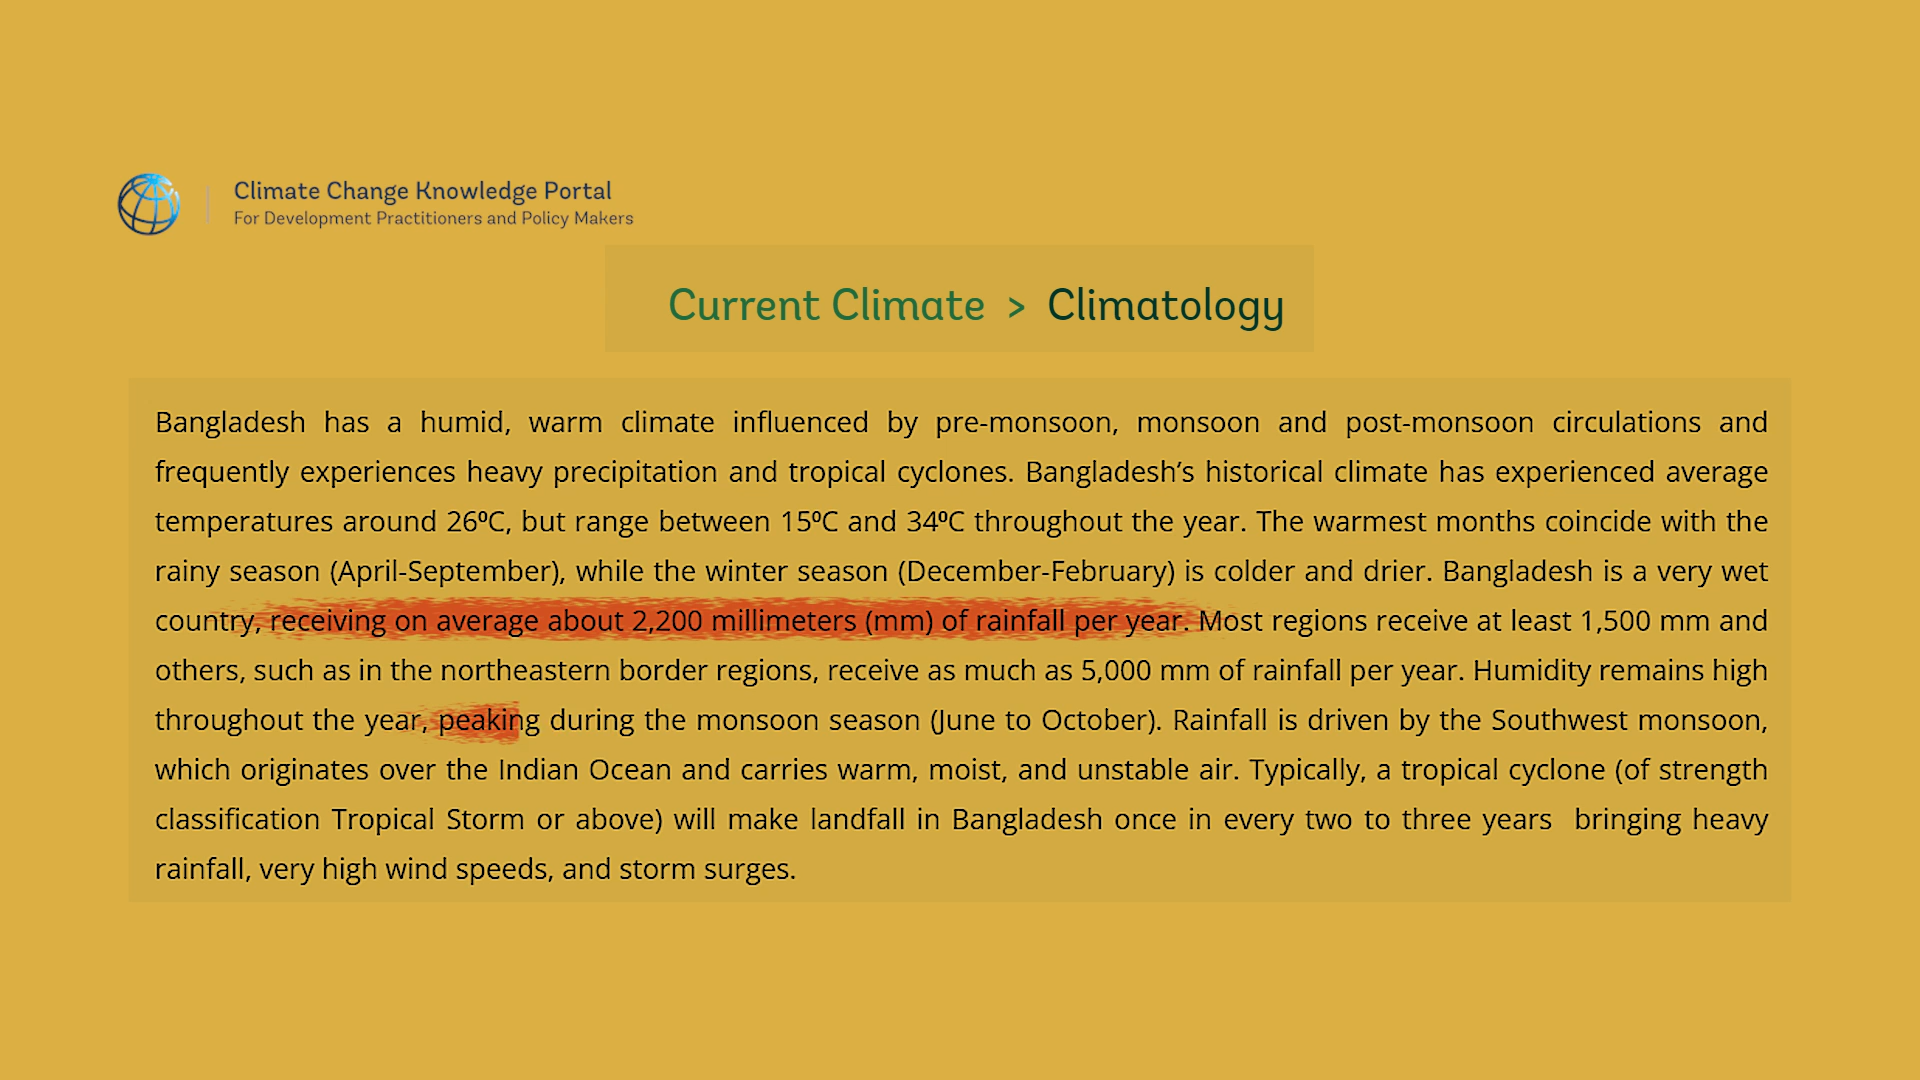 Climate Change Knowledge Portal
For Development Practitioners and Policy Makers
Current Climate > Climatology
Bangladesh has a humid, warm climate influenced by pre-monsoon, monsoon and post-monsoon circulations and
frequently experiences heavy precipitation and tropical cyclones. Bangladesh’s historical climate has experienced average
temperatures around 26⁰C, but range between 15⁰C and 34⁰C throughout the year. The warmest months coincide with the
rainy season (April-September), while the winter season (December-February) is colder and drier. Bangladesh is a very wet
country, receiving on average about 2,200 millimeters (mm) of rainfall per year. Most regions receive at least 1,500 mm and
others, such as in the northeastern border regions, receive as much as 5,000 mm of rainfall per year. Humidity remains high
throughout the year, peaking during the monsoon season (June to October). Rainfall is driven by the Southwest monsoon,
which originates over the Indian Ocean and carries warm, moist, and unstable air. Typically, a tropical cyclone (of strength
classification Tropical Storm or above) will make landfall in Bangladesh once in every two to three years  bringing heavy
rainfall, very high wind speeds, and storm surges.